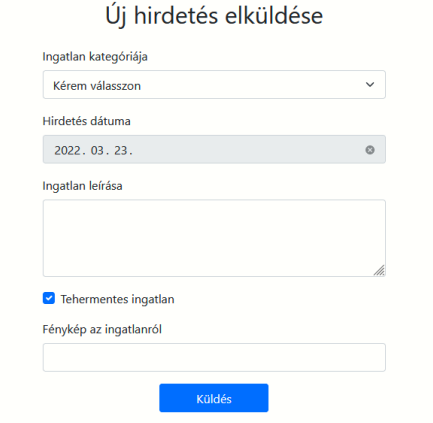 Új hirdetés elküldése
Ingatlan kategóriája
Kérem válasszon
Hirdetés dátuma
2022. 03. 23.
Ingatlan leírása
Tehermentes ingatlan
Fénykép az ingatlanról
Küldés